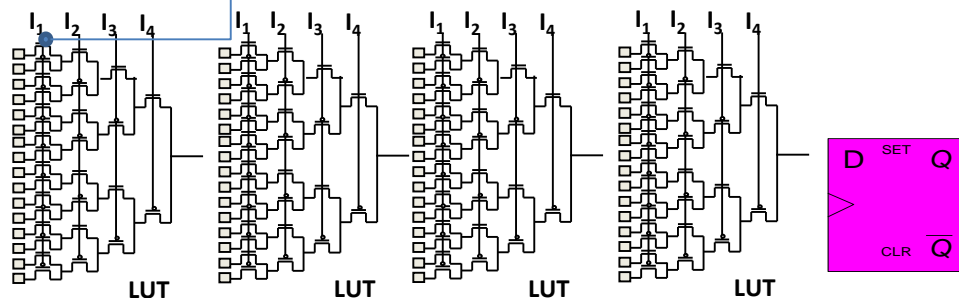 I1 I2 I3 I4 I1 I2 I3 I4 I1 I2 I3 I4 I1 I2 I3 I4
D SET Q
CLR Q
LUT LUT LUT LUT